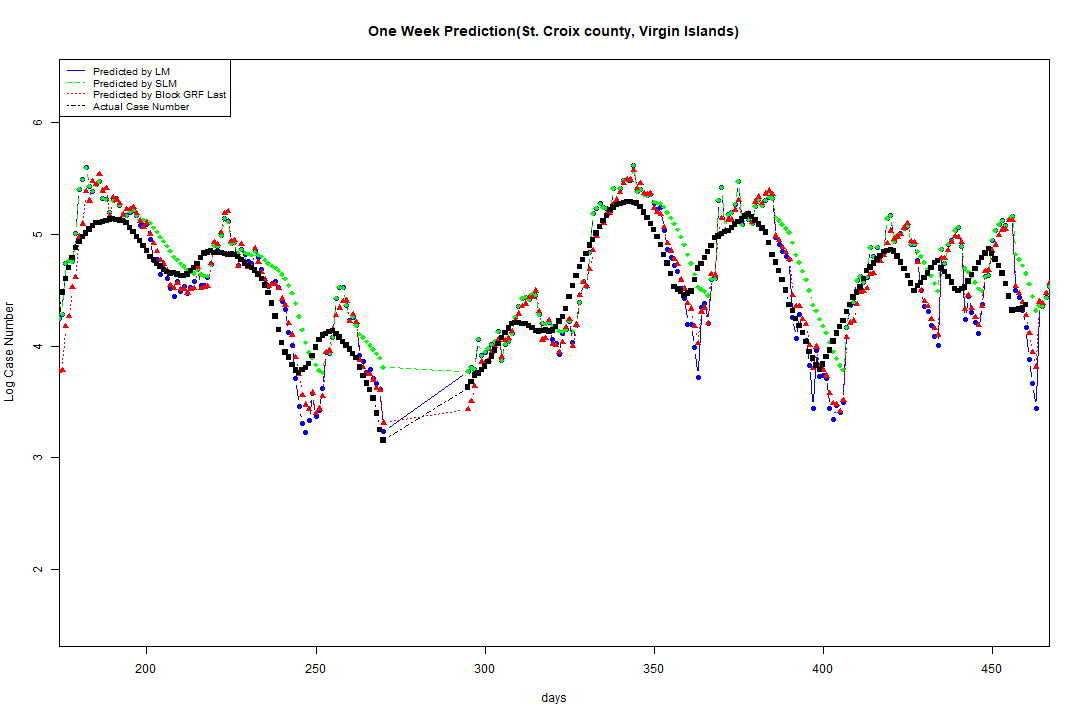 One Week Prediction(St. Croix county, Virgin Islands)
Predicted by LM
Predicted by SLM
Predicted by Block GRF Last
Actual Case Number
Log Case Number
6
5
4
3
2
200 250 300 350 400 450
days